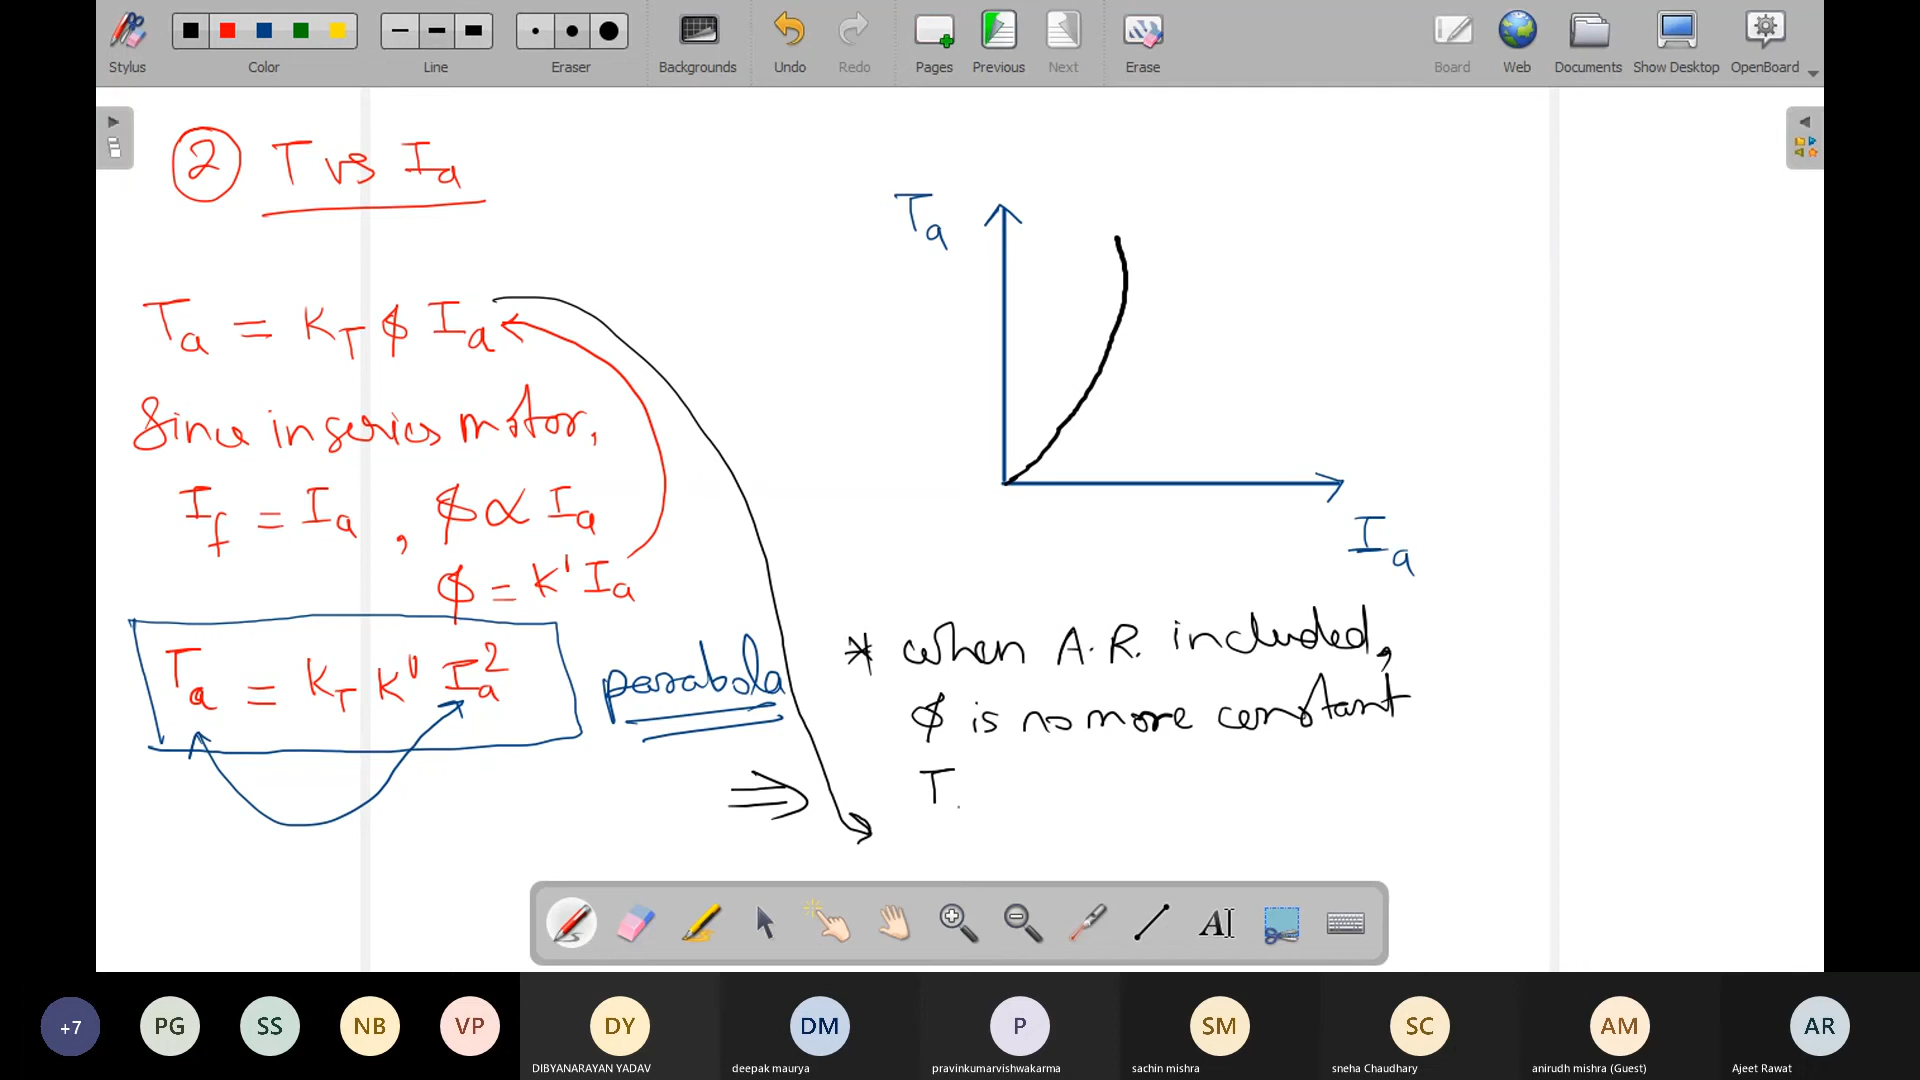 Stylus Color Line Eraser Backgrounds Undo Redo Pages Previous Next Erase Board Web Documents Show Desktop OpenBoard
② T vs Ia
Ta = KT ϕ Ia
Since in series motor,
If = Ia , ϕ ∝ Ia
ϕ = K' Ia
Ta = KT K' Ia²
parabola
Ta
Ia
* when A.R. included,
ϕ is no more constant
⇒ T
AI
+7 PG SS NB VP DY DM P SM SC AM AR
DIBYANARAYAN YADAV deepak maurya pravinkumarvishwakarma sachin mishra sneha Chaudhary anirudh mishra (Guest) Ajeet Rawat